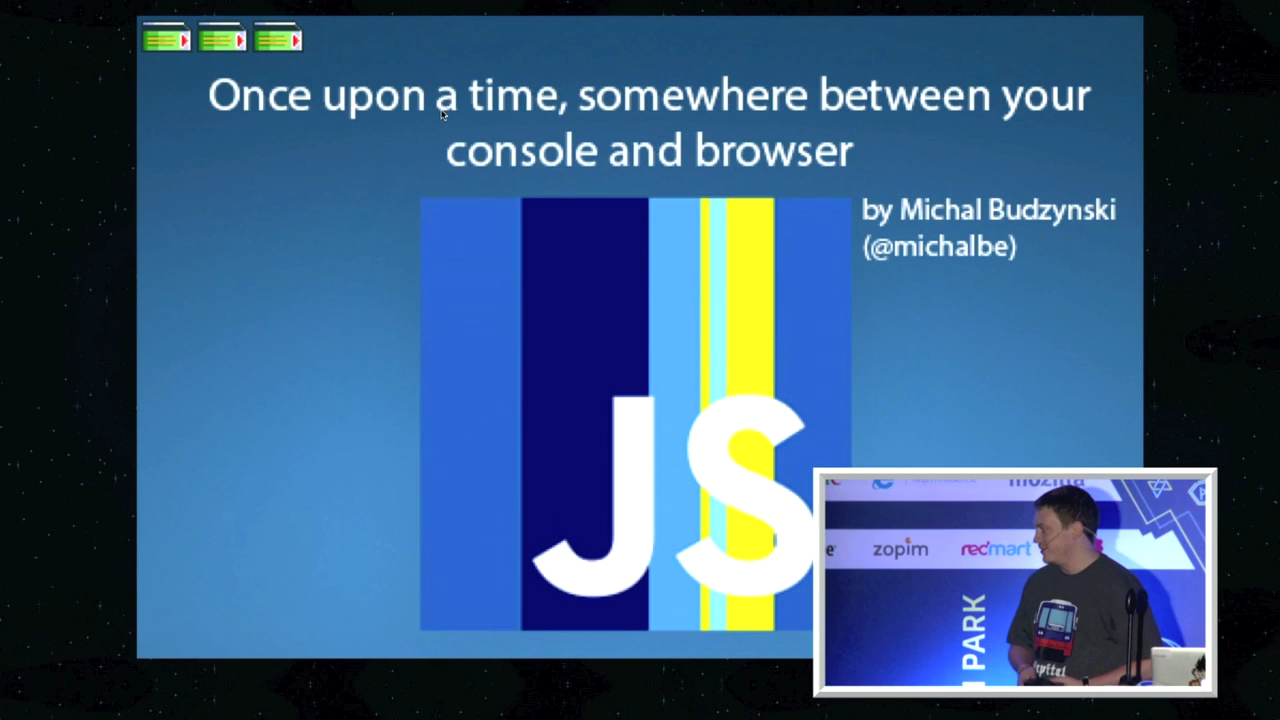 Once upon a time, somewhere between your
console and browser
by Michal Budzynski
(@michalbe)
JS
mozilla
zopim
redmart
PARK